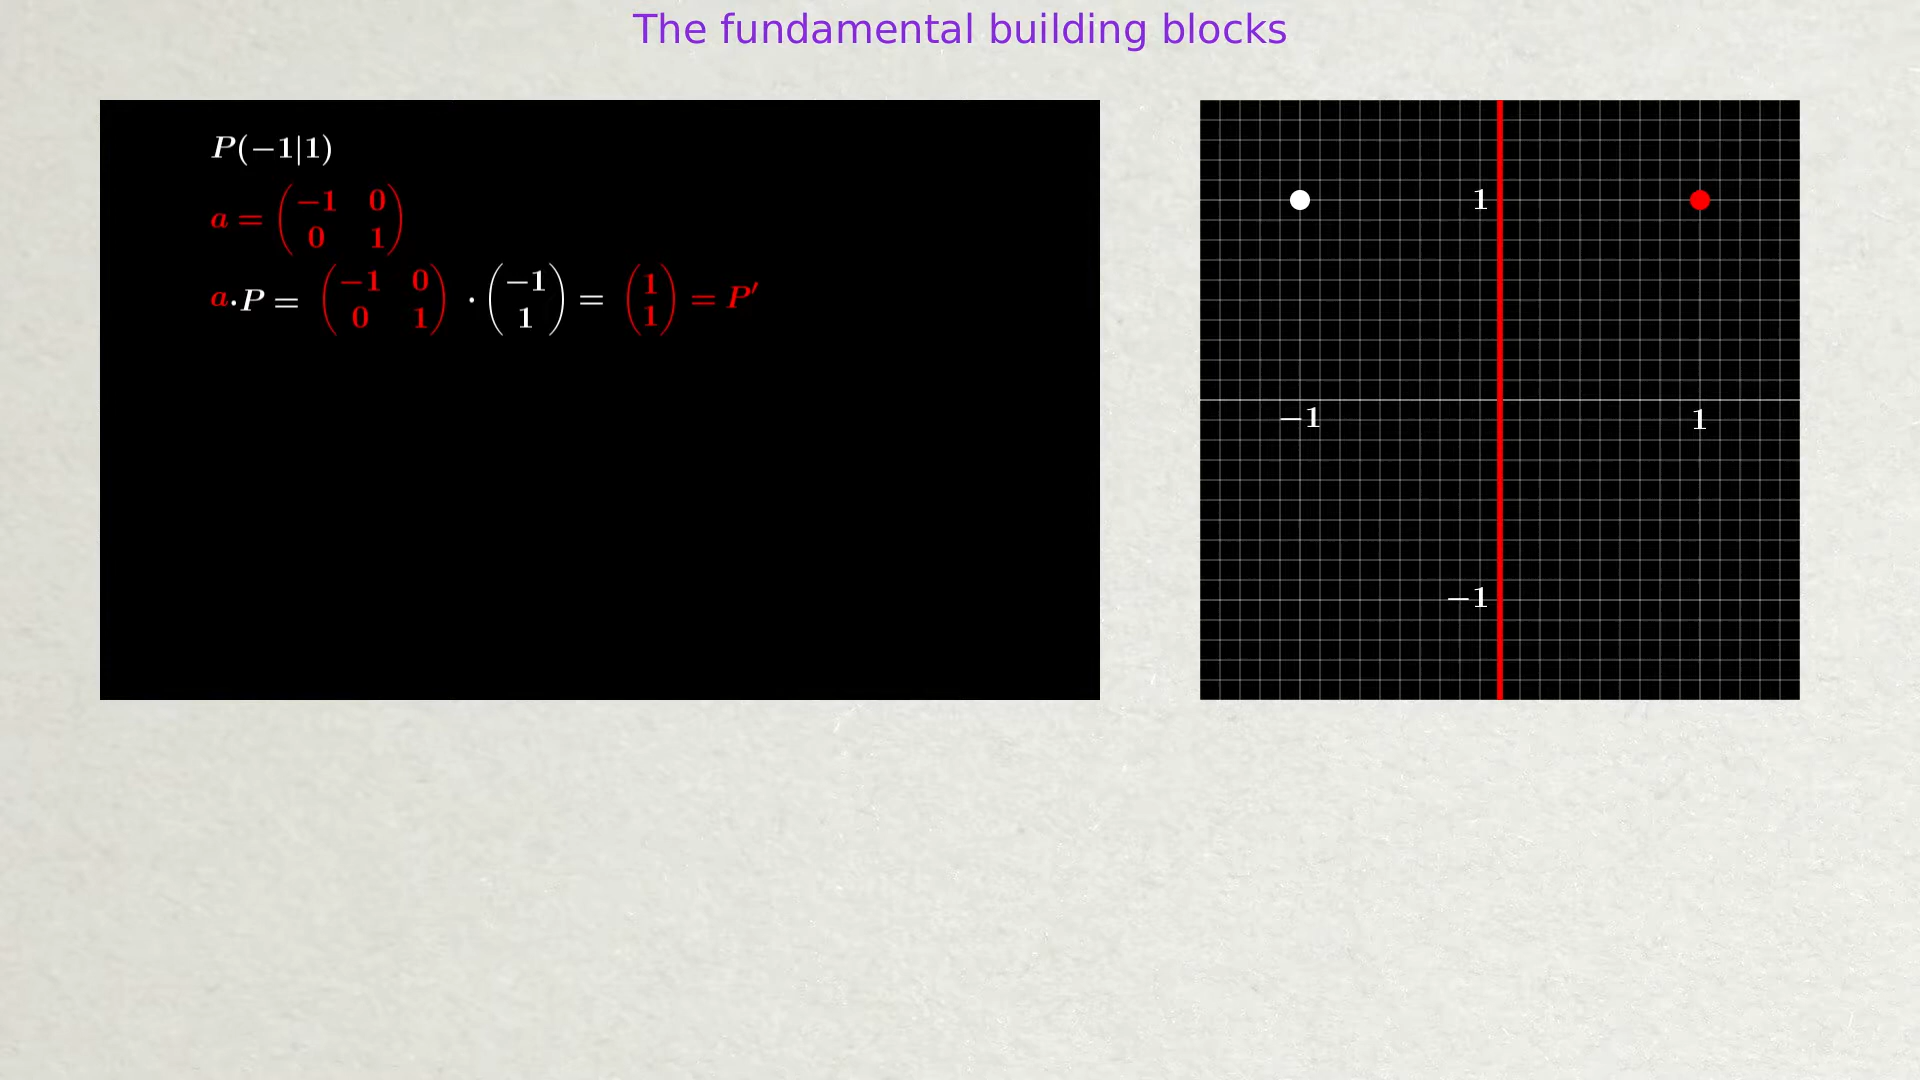 The fundamental building blocks
P(−1|1)
a = (−1 0
0 1)
a·P = (−1 0
0 1) · (−1
1) = (1
1) = P′
1
−1 1
−1